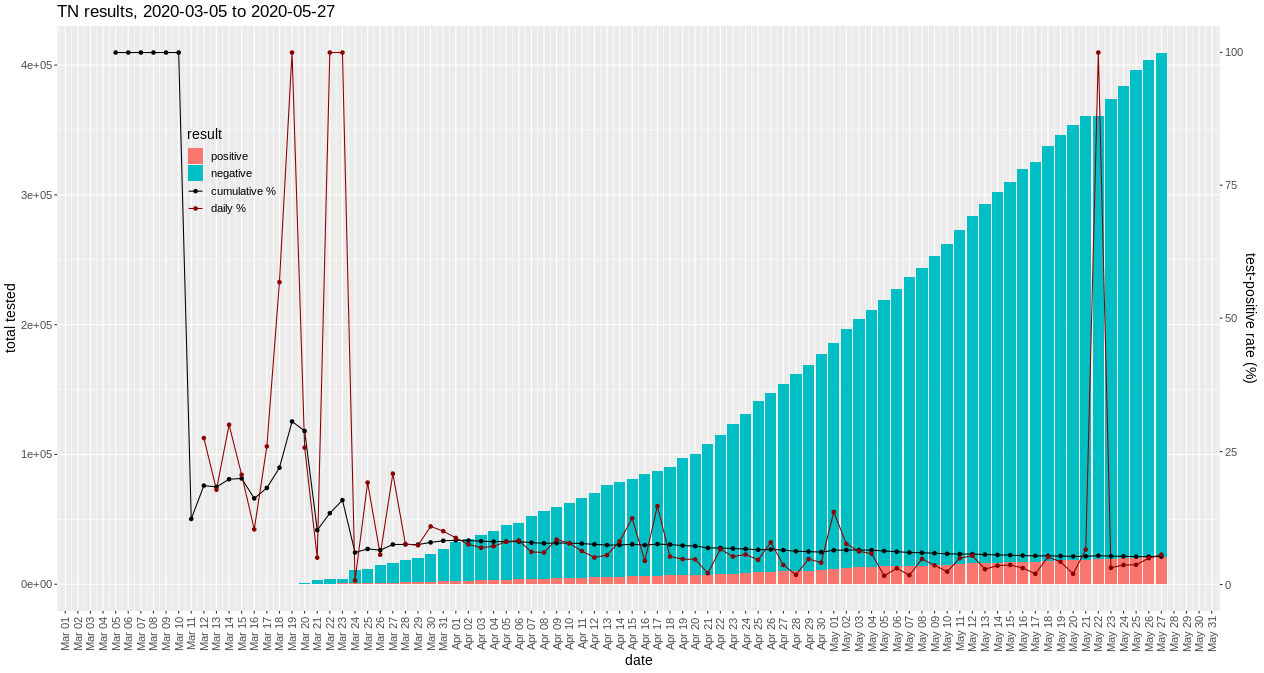 TN results, 2020-03-05 to 2020-05-27
total tested
4e+05
3e+05
2e+05
1e+05
0e+00
result
positive
negative
cumulative %
daily %
100
75
50
25
0
test-positive rate (%)
Mar 01
Mar 02
Mar 03
Mar 04
Mar 05
Mar 06
Mar 07
Mar 08
Mar 09
Mar 10
Mar 11
Mar 12
Mar 13
Mar 14
Mar 15
Mar 16
Mar 17
Mar 18
Mar 19
Mar 20
Mar 21
Mar 22
Mar 23
Mar 24
Mar 25
Mar 26
Mar 27
Mar 28
Mar 29
Mar 30
Mar 31
Apr 01
Apr 02
Apr 03
Apr 04
Apr 05
Apr 06
Apr 07
Apr 08
Apr 09
Apr 10
Apr 11
Apr 12
Apr 13
Apr 14
Apr 15
Apr 16
Apr 17
Apr 18
Apr 19
Apr 20
Apr 21
Apr 22
Apr 23
Apr 24
Apr 25
Apr 26
Apr 27
Apr 28
Apr 29
Apr 30
May 01
May 02
May 03
May 04
May 05
May 06
May 07
May 08
May 09
May 10
May 11
May 12
May 13
May 14
May 15
May 16
May 17
May 18
May 19
May 20
May 21
May 22
May 23
May 24
May 25
May 26
May 27
May 28
May 29
May 30
May 31
date